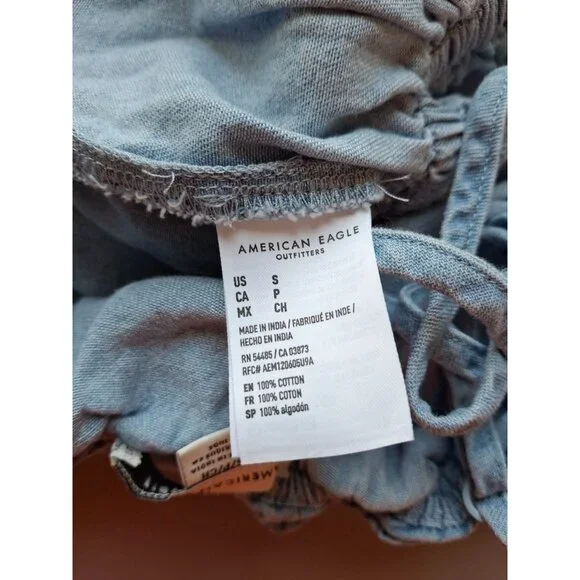 AMERICAN EAGLE
OUTFITTERS
US S
CA P
MX CH
MADE IN INDIA / FABRIQUÉ EN INDE /
HECHO EN INDIA
RN 54485 / CA 03873
RFC# AEM120605U9A
EN 100% COTTON
FR 100% COTON
SP 100% algodón